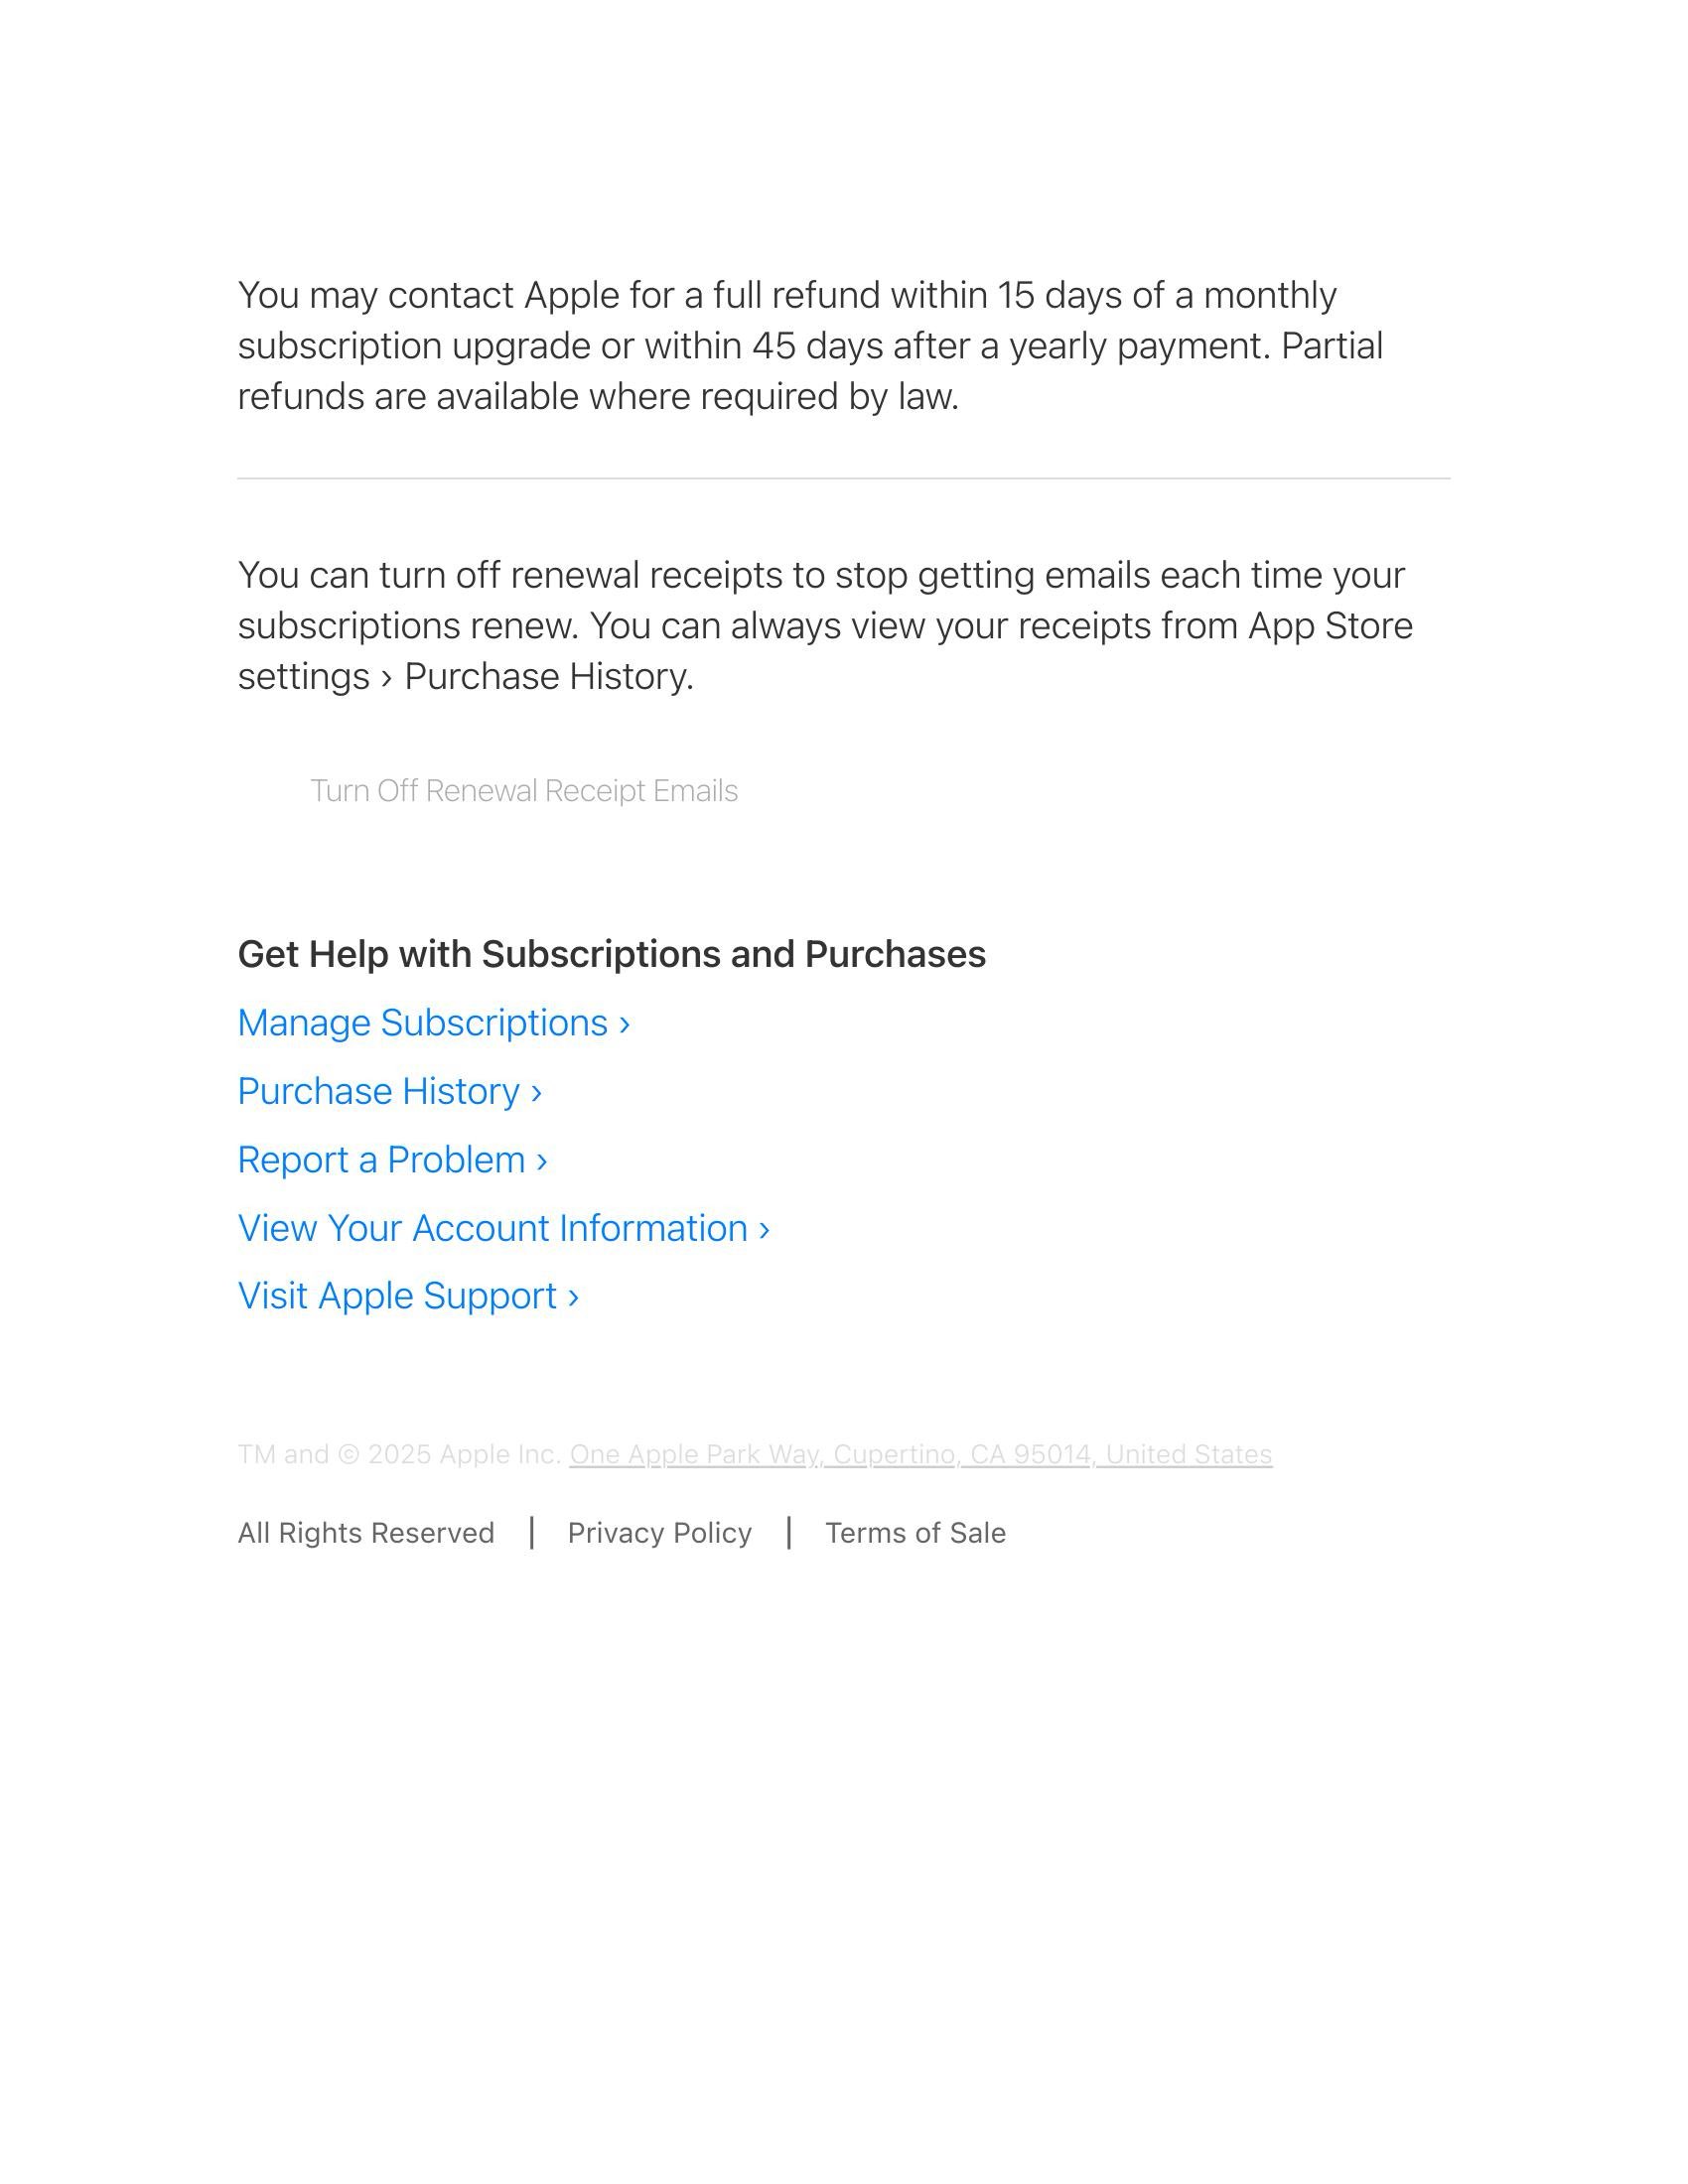 You may contact Apple for a full refund within 15 days of a monthly
subscription upgrade or within 45 days after a yearly payment. Partial
refunds are available where required by law.
You can turn off renewal receipts to stop getting emails each time your
subscriptions renew. You can always view your receipts from App Store
settings › Purchase History.
Turn Off Renewal Receipt Emails
Get Help with Subscriptions and Purchases
Manage Subscriptions ›
Purchase History ›
Report a Problem ›
View Your Account Information ›
Visit Apple Support ›
TM and © 2025 Apple Inc. One Apple Park Way, Cupertino, CA 95014, United States
All Rights Reserved | Privacy Policy | Terms of Sale